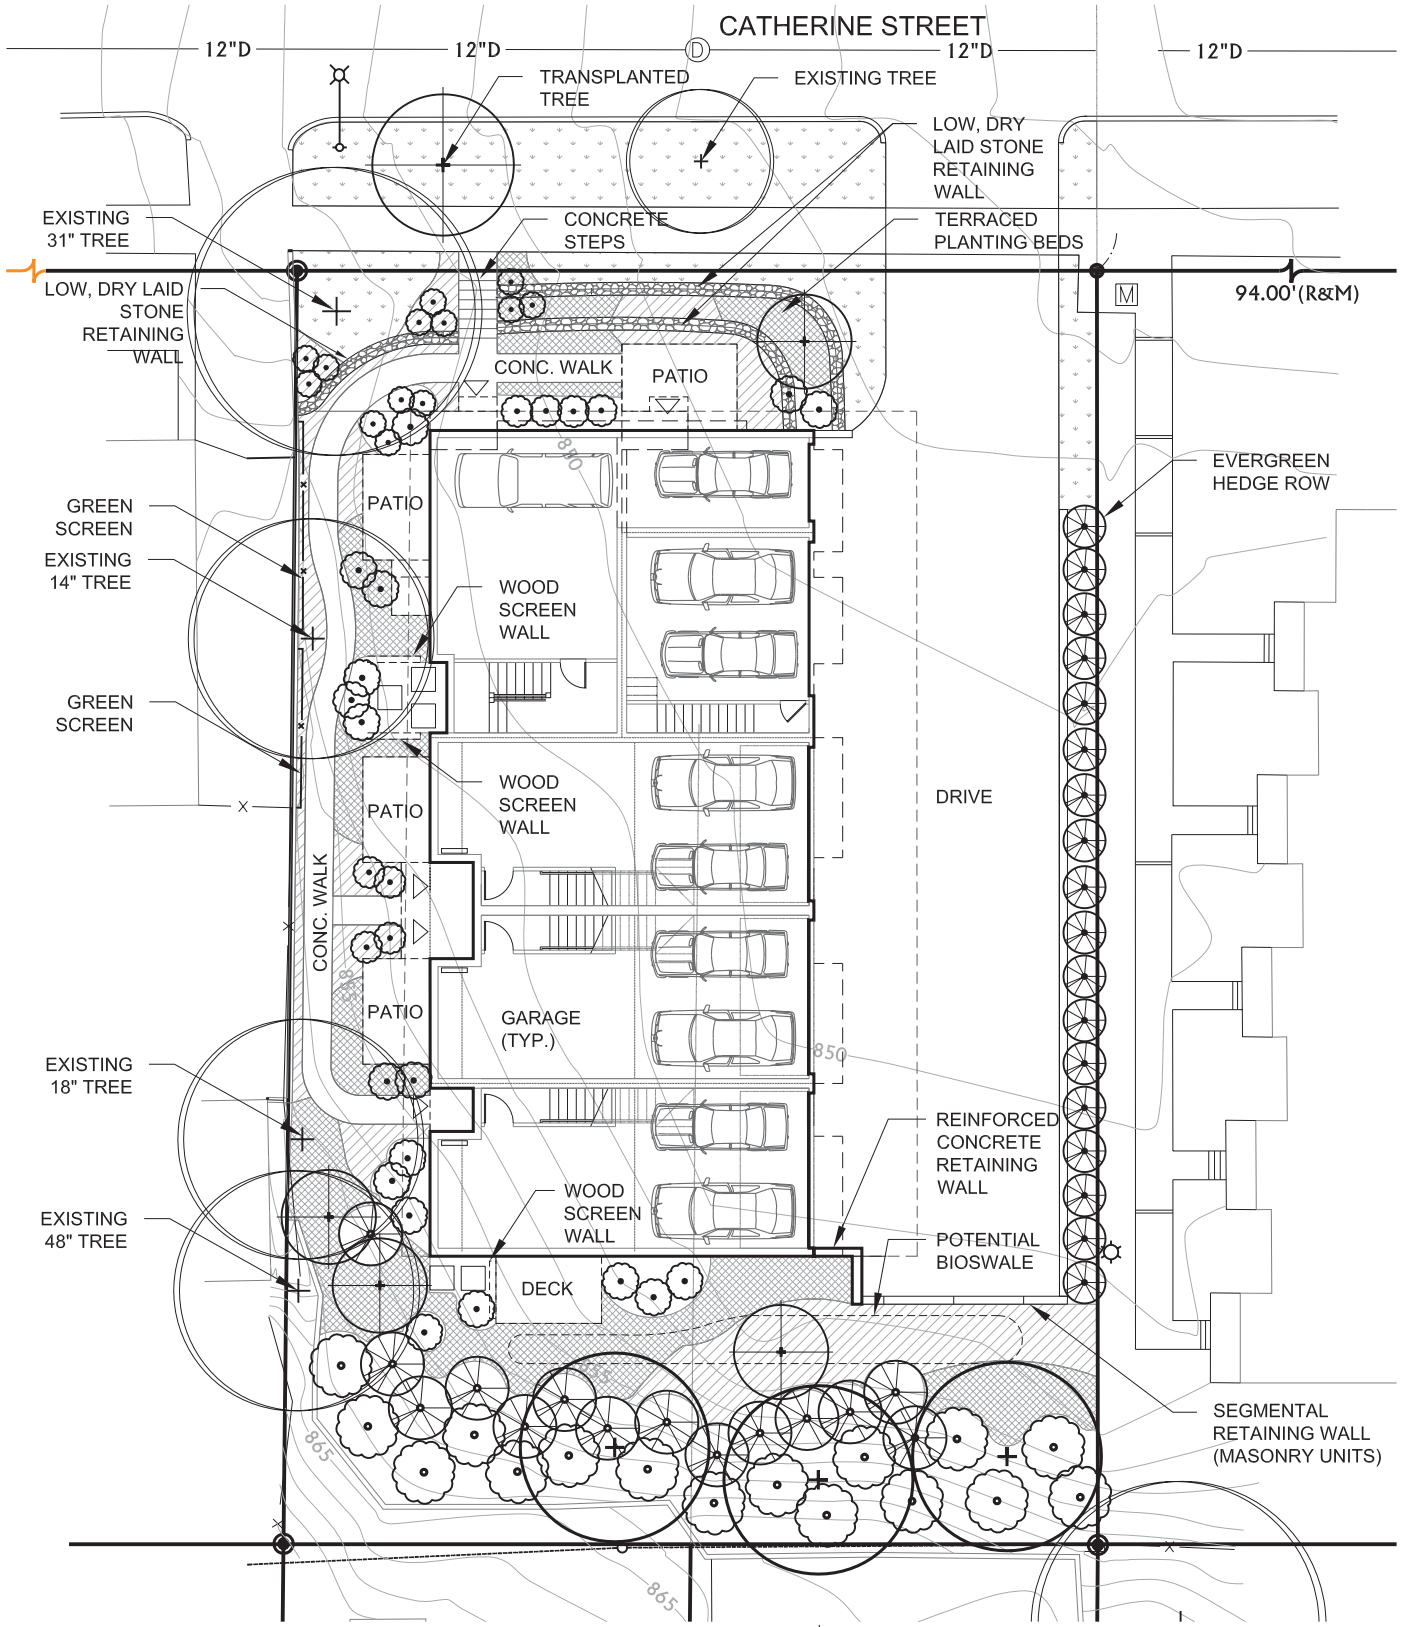 CATHERINE STREET
12"D
12"D
D
12"D
12"D
TRANSPLANTED
TREE
EXISTING TREE
LOW, DRY
LAID STONE
RETAINING
WALL
EXISTING
31" TREE
CONCRETE
STEPS
TERRACED
PLANTING BEDS
LOW, DRY LAID
STONE
RETAINING
WALL
M
94.00'(R&M)
CONC. WALK
PATIO
850
EVERGREEN
HEDGE ROW
GREEN
SCREEN
PATIO
EXISTING
14" TREE
WOOD
SCREEN
WALL
GREEN
SCREEN
WOOD
SCREEN
WALL
PATIO
DRIVE
X
CONC. WALK
X
865
PATIO
GARAGE
(TYP.)
850
EXISTING
18" TREE
REINFORCED
CONCRETE
RETAINING
WALL
WOOD
SCREEN
WALL
EXISTING
48" TREE
POTENTIAL
BIOSWALE
DECK
855
SEGMENTAL
RETAINING WALL
(MASONRY UNITS)
865
X
X
865